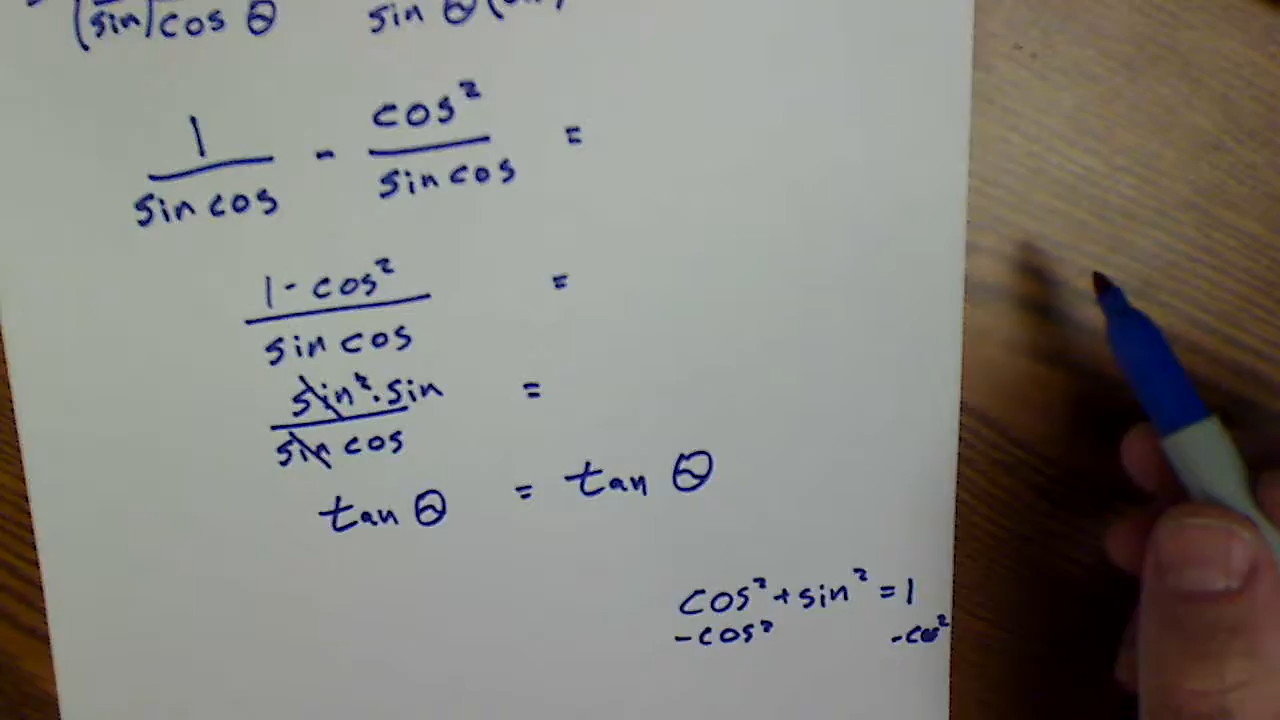 (sin) cos θ sin θ
1 / sin cos - cos² / sin cos =
1 - cos² / sin cos =
sin²·sin / sin cos =
tan θ = tan θ
cos² + sin² = 1
-cos² -cos²